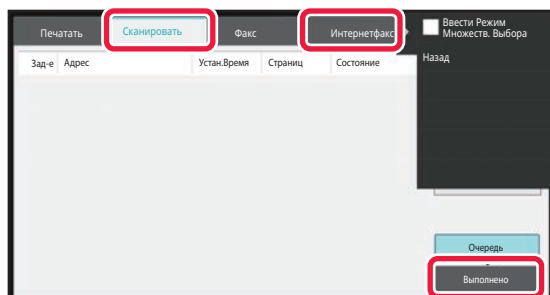 Печатать Сканировать Факс Интернетфакс
Ввести Режим
Множеств. Выбора
Зад-е Адрес Устан.Время Страниц Состояние
Назад
Очередь
Выполнено